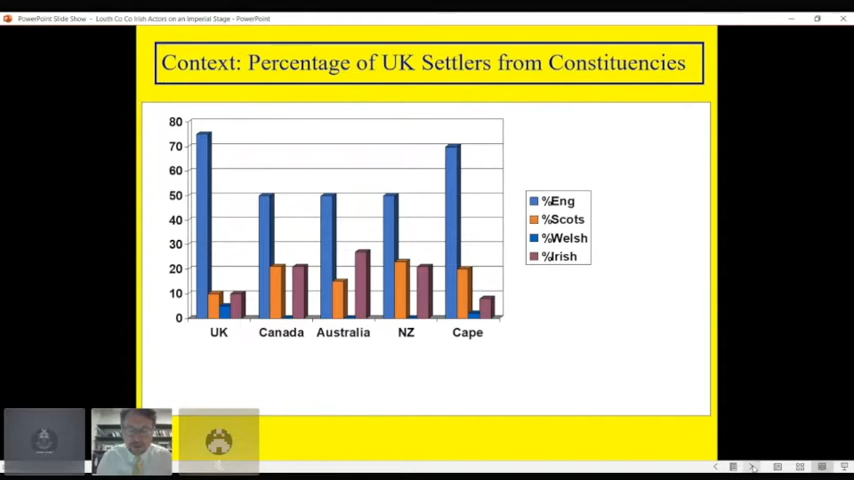 PowerPoint Slide Show - Louth Co Co Irish Actors on an Imperial Stage - PowerPoint
Context: Percentage of UK Settlers from Constituencies
80
70
60
50
40
30
20
10
0
UK Canada Australia NZ Cape
%Eng
%Scots
%Welsh
%Irish